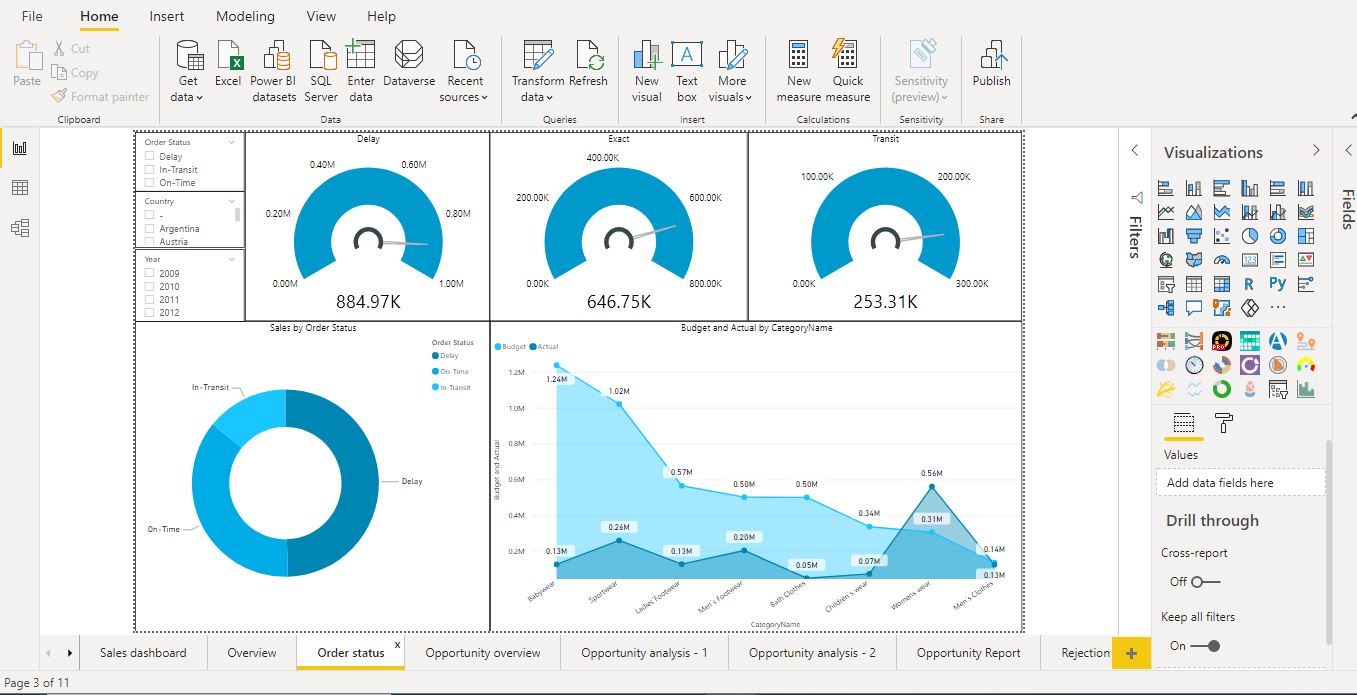 File Home Insert Modeling View Help
Paste
Cut
Copy
Format painter
Clipboard
Get data
Excel
Power BI datasets
SQL Server
Enter data
Dataverse
Recent sources
Data
Transform data
Refresh
Queries
New visual
Text box
A
More visuals
Insert
New measure
Quick measure
Calculations
Sensitivity (preview)
Sensitivity
Publish
Share
Order Status
Delay
In-Transit
On-Time
Country
-
Argentina
Austria
Year
2009
2010
2011
2012
Delay
0.40M 0.60M
0.20M 0.80M
0.00M 1.00M
884.97K
Exact
400.00K
200.00K 600.00K
0.00K 800.00K
646.75K
Transit
100.00K 200.00K
0.00K 300.00K
253.31K
Sales by Order Status
Order Status
Delay
On-Time
In-Transit
In-Transit
Delay
On-Time
Budget and Actual by CategoryName
Budget Actual
Budget and Actual
1.2M
1.0M
0.8M
0.6M
0.4M
0.2M
1.24M
1.02M
0.57M
0.50M
0.50M
0.34M
0.31M
0.14M
0.13M
0.26M
0.13M
0.20M
0.05M
0.07M
0.56M
0.13M
Babywear
Sportwear
Ladies' Footwear
Men's Footwear
Bath Clothes
Children's wear
Womens wear
Men's Clothes
CategoryName
Filters
Visualizations
123
R
Py
PRO
Values
Add data fields here
Drill through
Cross-report
Off
Keep all filters
On
Fields
Sales dashboard
Overview
Order status x
Opportunity overview
Opportunity analysis - 1
Opportunity analysis - 2
Opportunity Report
Rejection
+
Page 3 of 11